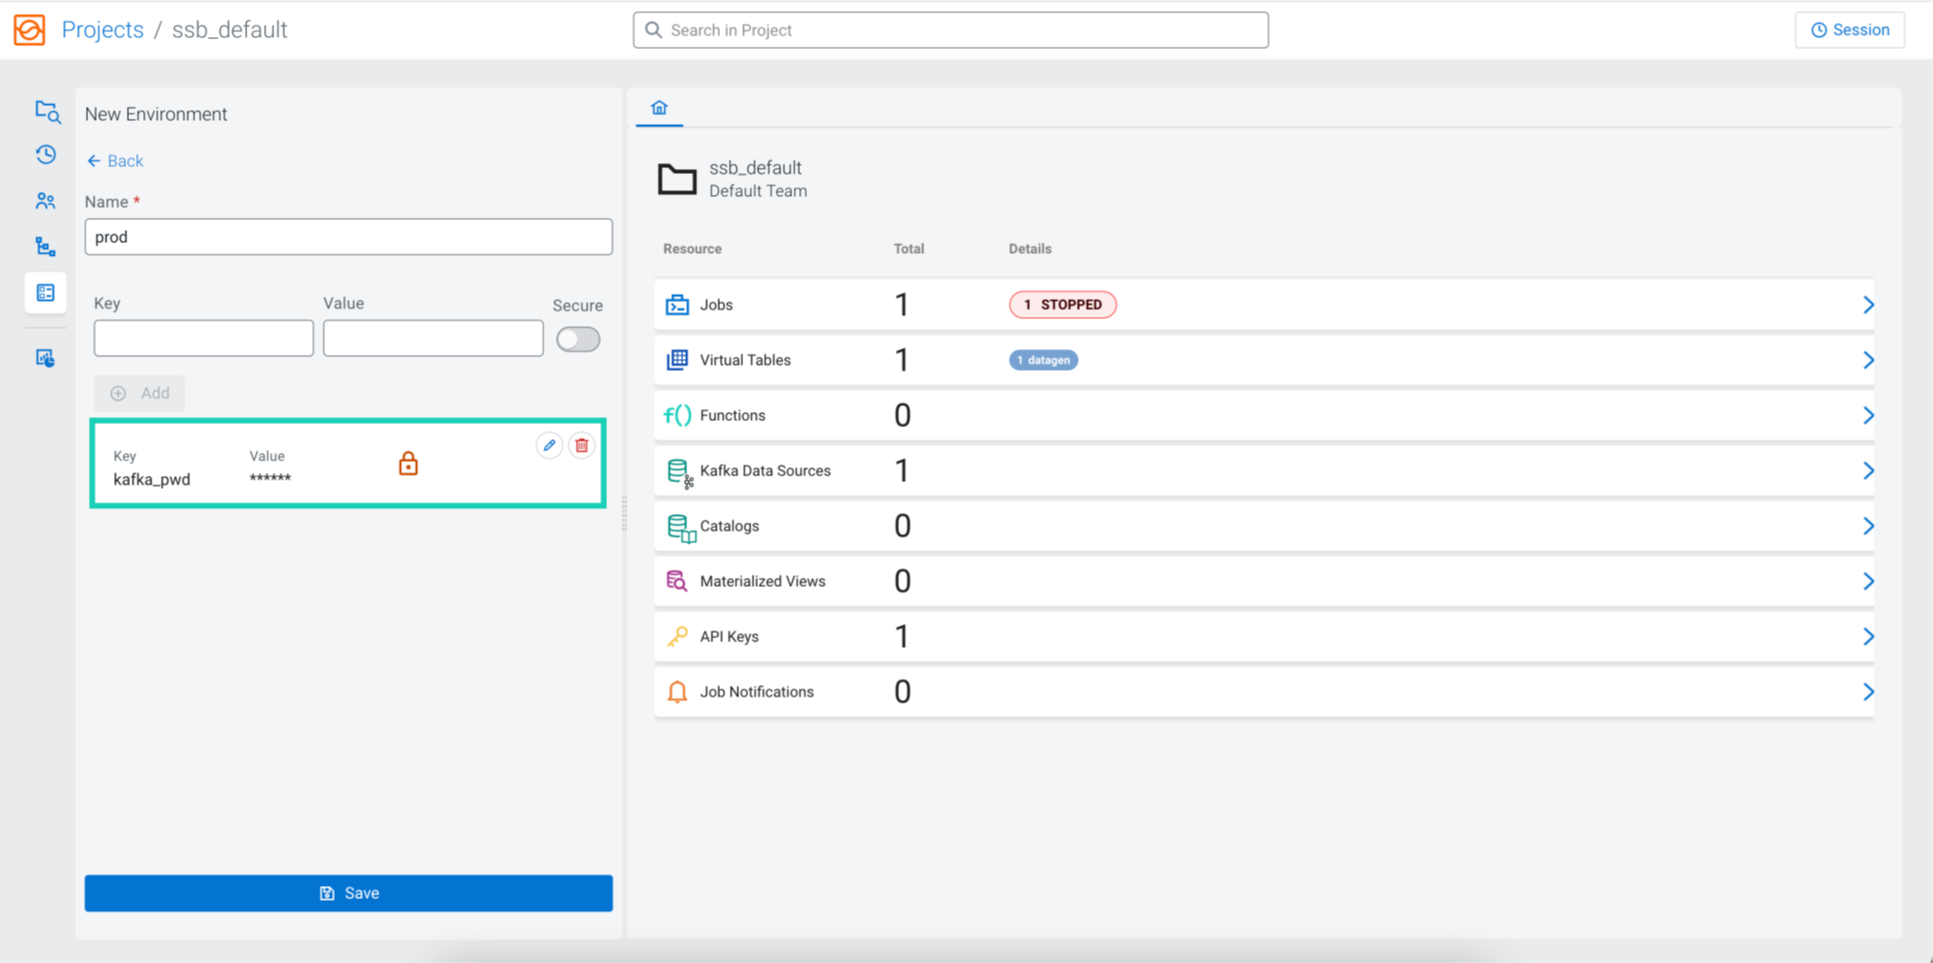 Projects / ssb_default
Search in Project
Session
New Environment
Back
Name *
prod
Key Value Secure
Add
Key Value
kafka_pwd ******
Save
ssb_default
Default Team
Resource Total Details
Jobs 1 1 STOPPED
Virtual Tables 1 1 datagen
f() Functions 0
Kafka Data Sources 1
Catalogs 0
Materialized Views 0
API Keys 1
Job Notifications 0